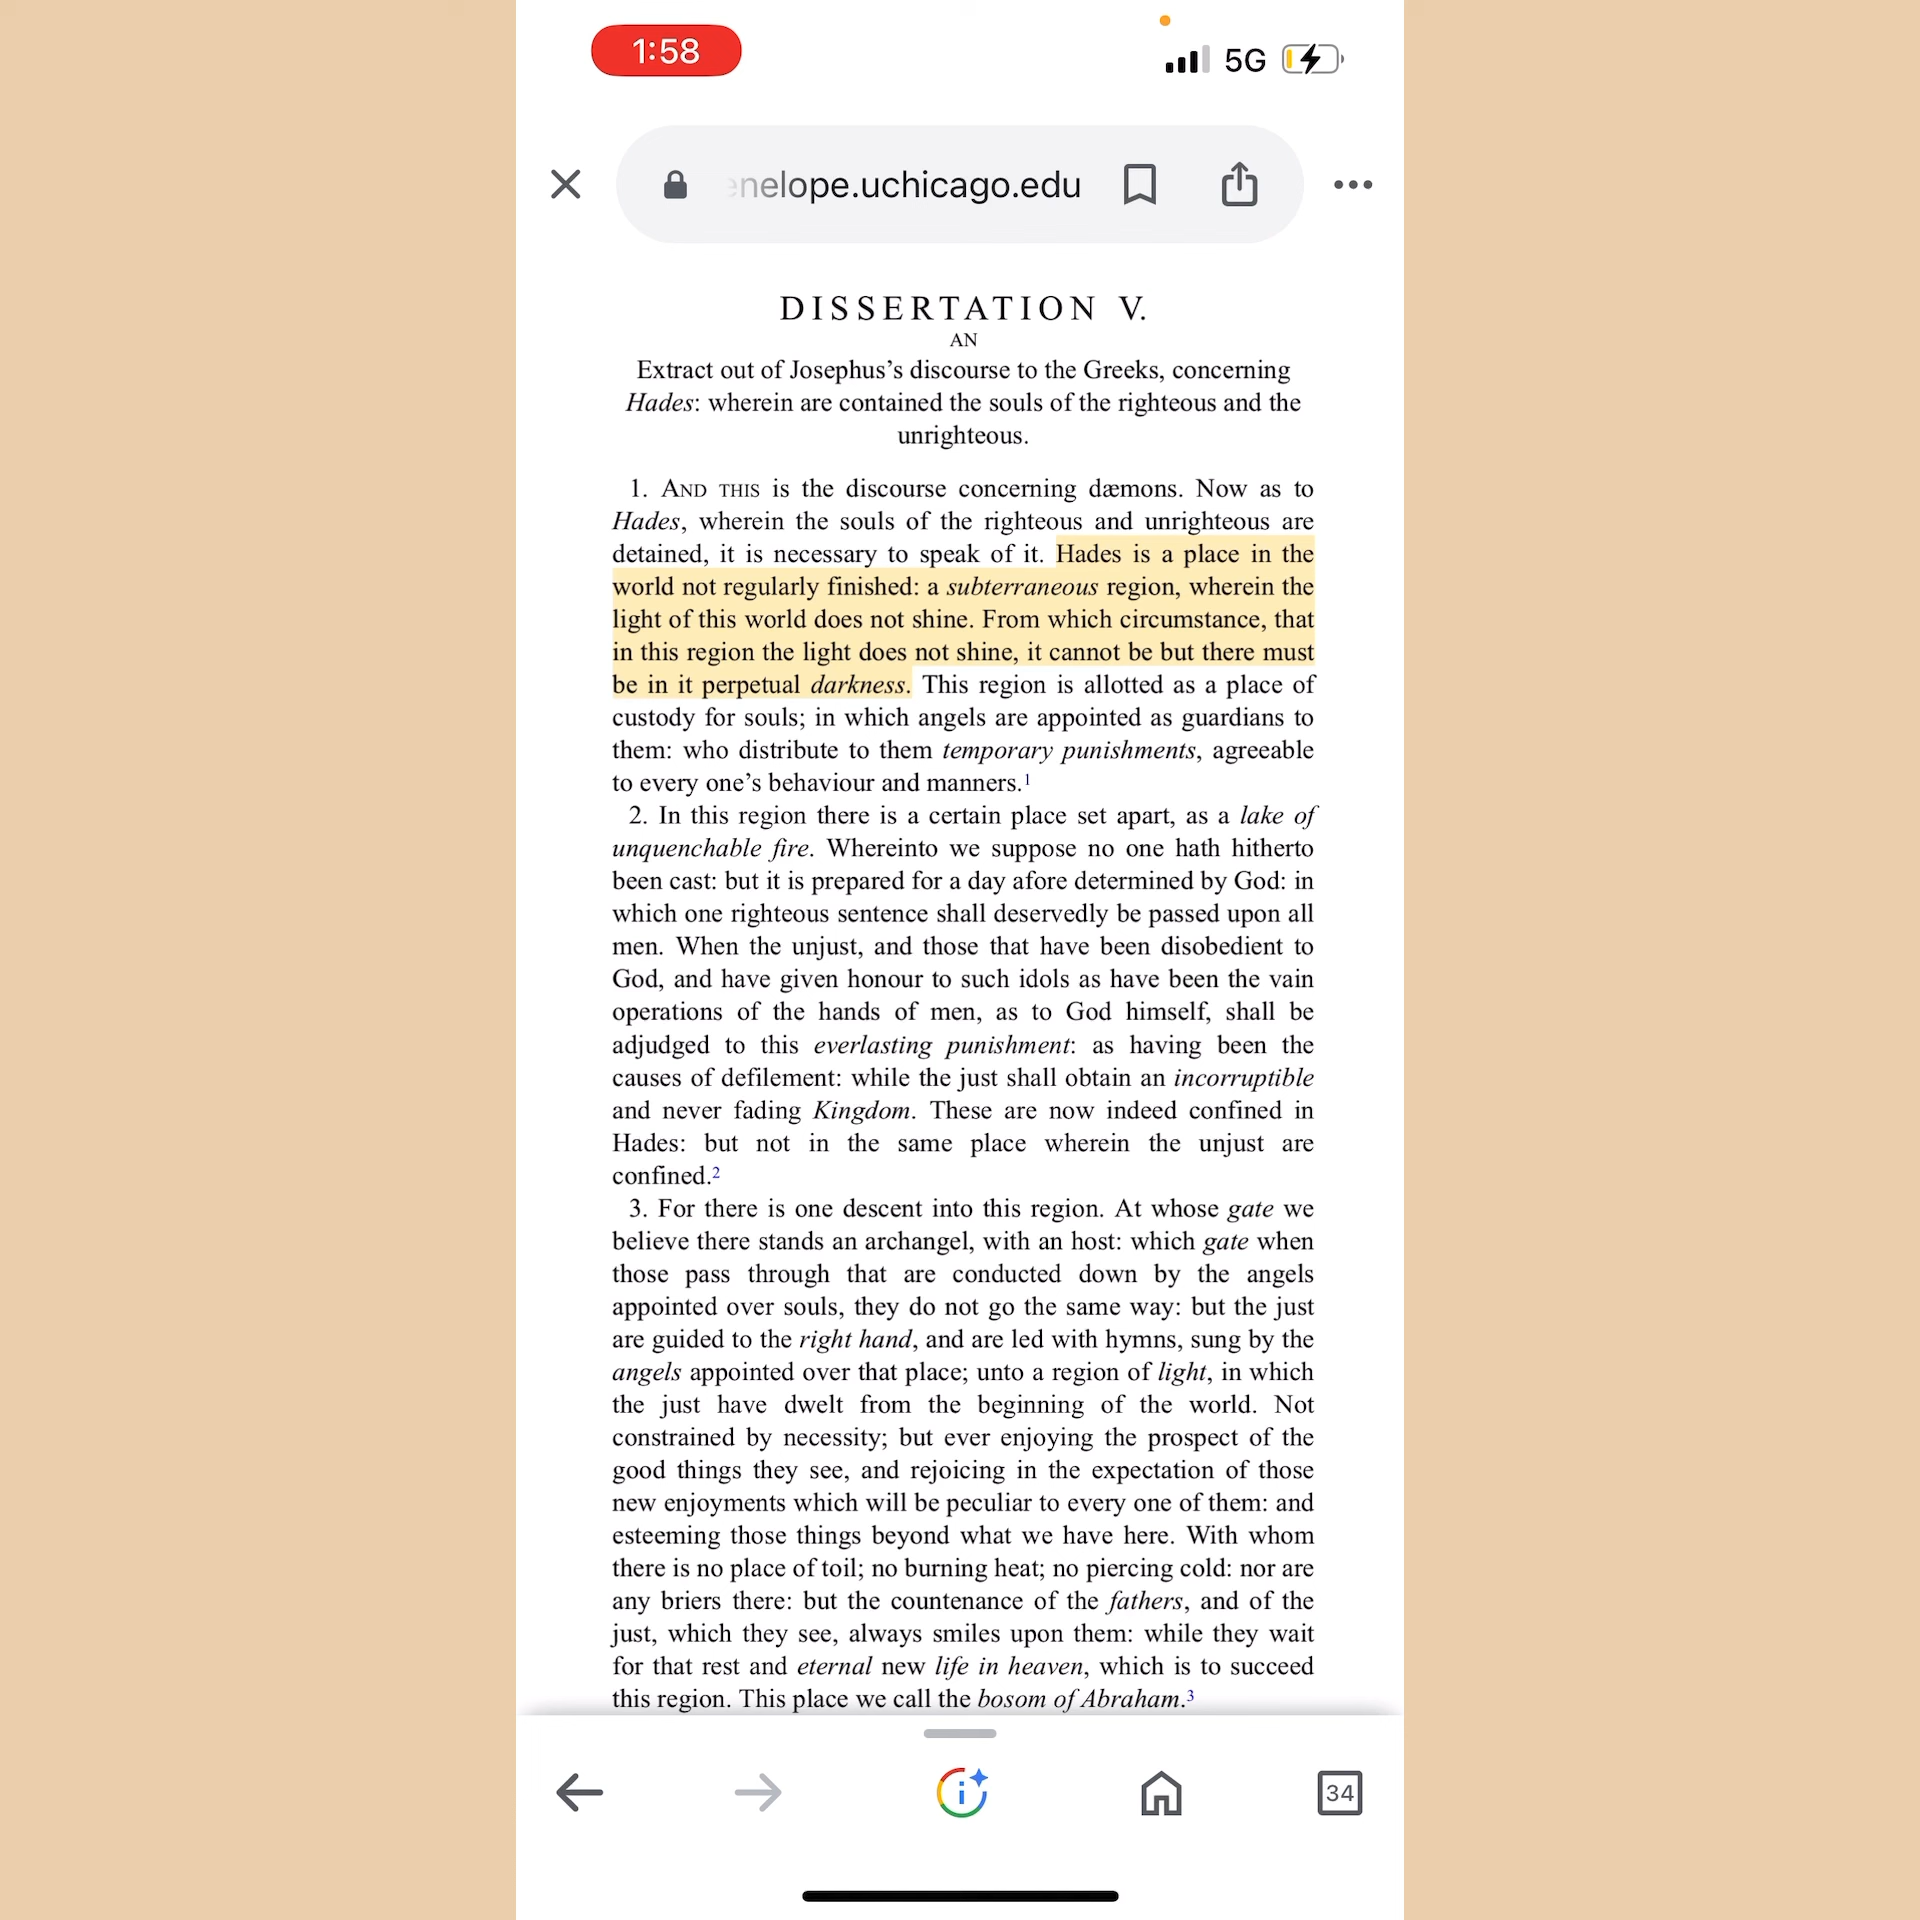 1:58
5G
enelope.uchicago.edu
DISSERTATION V.
AN
Extract out of Josephus’s discourse to the Greeks, concerning
Hades: wherein are contained the souls of the righteous and the
unrighteous.
1. AND THIS is the discourse concerning dæmons. Now as to
Hades, wherein the souls of the righteous and unrighteous are
detained, it is necessary to speak of it. Hades is a place in the
world not regularly finished: a subterraneous region, wherein the
light of this world does not shine. From which circumstance, that
in this region the light does not shine, it cannot be but there must
be in it perpetual darkness. This region is allotted as a place of
custody for souls; in which angels are appointed as guardians to
them: who distribute to them temporary punishments, agreeable
to every one’s behaviour and manners.1
2. In this region there is a certain place set apart, as a lake of
unquenchable fire. Whereinto we suppose no one hath hitherto
been cast: but it is prepared for a day afore determined by God: in
which one righteous sentence shall deservedly be passed upon all
men. When the unjust, and those that have been disobedient to
God, and have given honour to such idols as have been the vain
operations of the hands of men, as to God himself, shall be
adjudged to this everlasting punishment: as having been the
causes of defilement: while the just shall obtain an incorruptible
and never fading Kingdom. These are now indeed confined in
Hades: but not in the same place wherein the unjust are
confined.2
3. For there is one descent into this region. At whose gate we
believe there stands an archangel, with an host: which gate when
those pass through that are conducted down by the angels
appointed over souls, they do not go the same way: but the just
are guided to the right hand, and are led with hymns, sung by the
angels appointed over that place; unto a region of light, in which
the just have dwelt from the beginning of the world. Not
constrained by necessity; but ever enjoying the prospect of the
good things they see, and rejoicing in the expectation of those
new enjoyments which will be peculiar to every one of them: and
esteeming those things beyond what we have here. With whom
there is no place of toil; no burning heat; no piercing cold: nor are
any briers there: but the countenance of the fathers, and of the
just, which they see, always smiles upon them: while they wait
for that rest and eternal new life in heaven, which is to succeed
this region. This place we call the bosom of Abraham.3
34